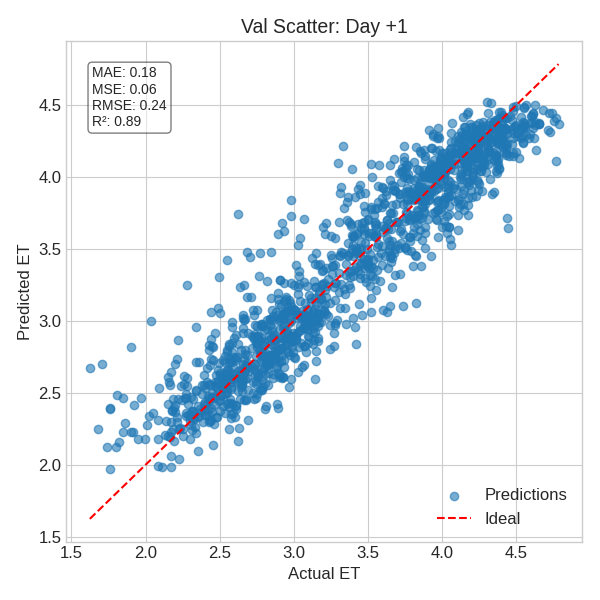 Val Scatter: Day +1
MAE: 0.18
MSE: 0.06
RMSE: 0.24
R²: 0.89
Predicted ET
4.5
4.0
3.5
3.0
2.5
2.0
1.5
Predictions
Ideal
1.5 2.0 2.5 3.0 3.5 4.0 4.5
Actual ET